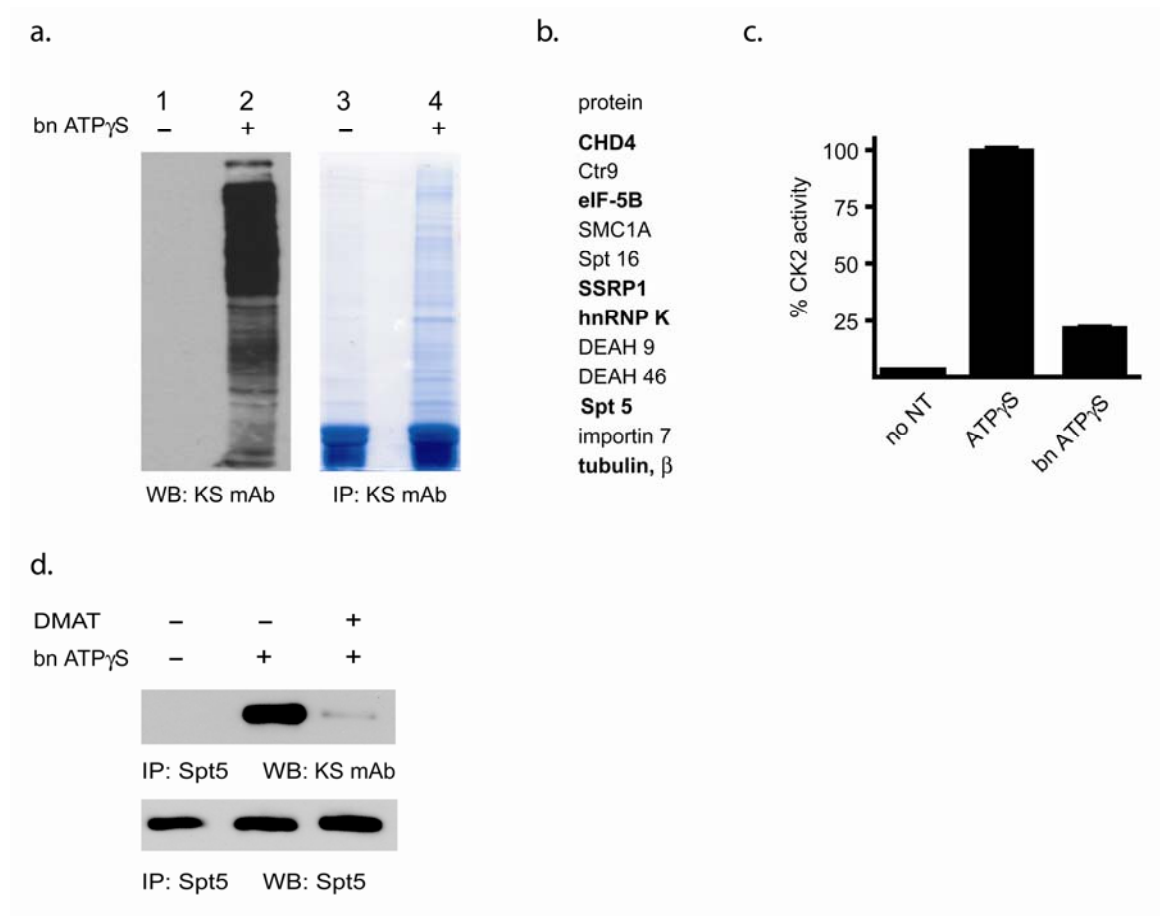 a.
1 2 3 4
bn ATPγS – + – +
WB: KS mAb IP: KS mAb
b.
protein
CHD4
Ctr9
eIF-5B
SMC1A
Spt 16
SSRP1
hnRNP K
DEAH 9
DEAH 46
Spt 5
importin 7
tubulin, β
c.
% CK2 activity
100
75
50
25
no NT
ATPγS
bn ATPγS
d.
DMAT – – +
bn ATPγS – + +
IP: Spt5 WB: KS mAb
IP: Spt5 WB: Spt5